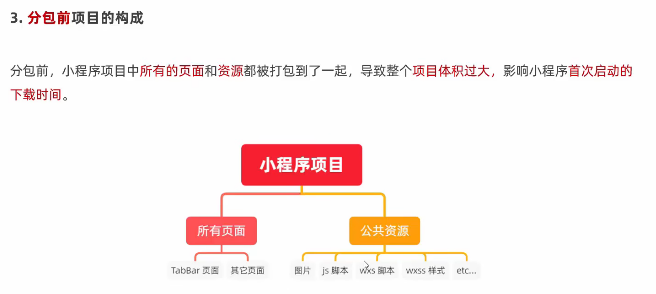 3. 分包前项目的构成
分包前，小程序项目中所有的页面和资源都被打包到了一起，导致整个项目体积过大，影响小程序首次启动的
下载时间。
小程序项目
所有页面 公共资源
TabBar 页面 其它页面 图片 js 脚本 wxs 脚本 wxss 样式 etc...